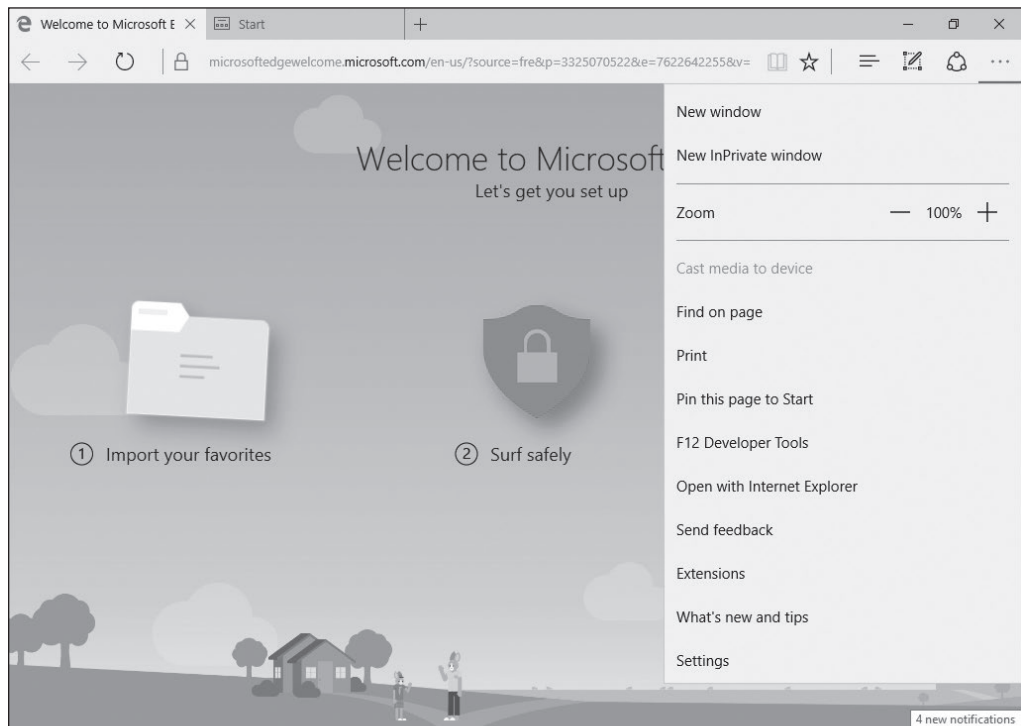 Welcome to Microsoft E
Start
microsoftedgewelcome.microsoft.com/en-us/?source=fre&p=3325070522&e=7622642255&v=
Welcome to Microsoft
Let's get you set up
1 Import your favorites
2 Surf safely
New window
New InPrivate window
Zoom 100%
Cast media to device
Find on page
Print
Pin this page to Start
F12 Developer Tools
Open with Internet Explorer
Send feedback
Extensions
What's new and tips
Settings
4 new notifications